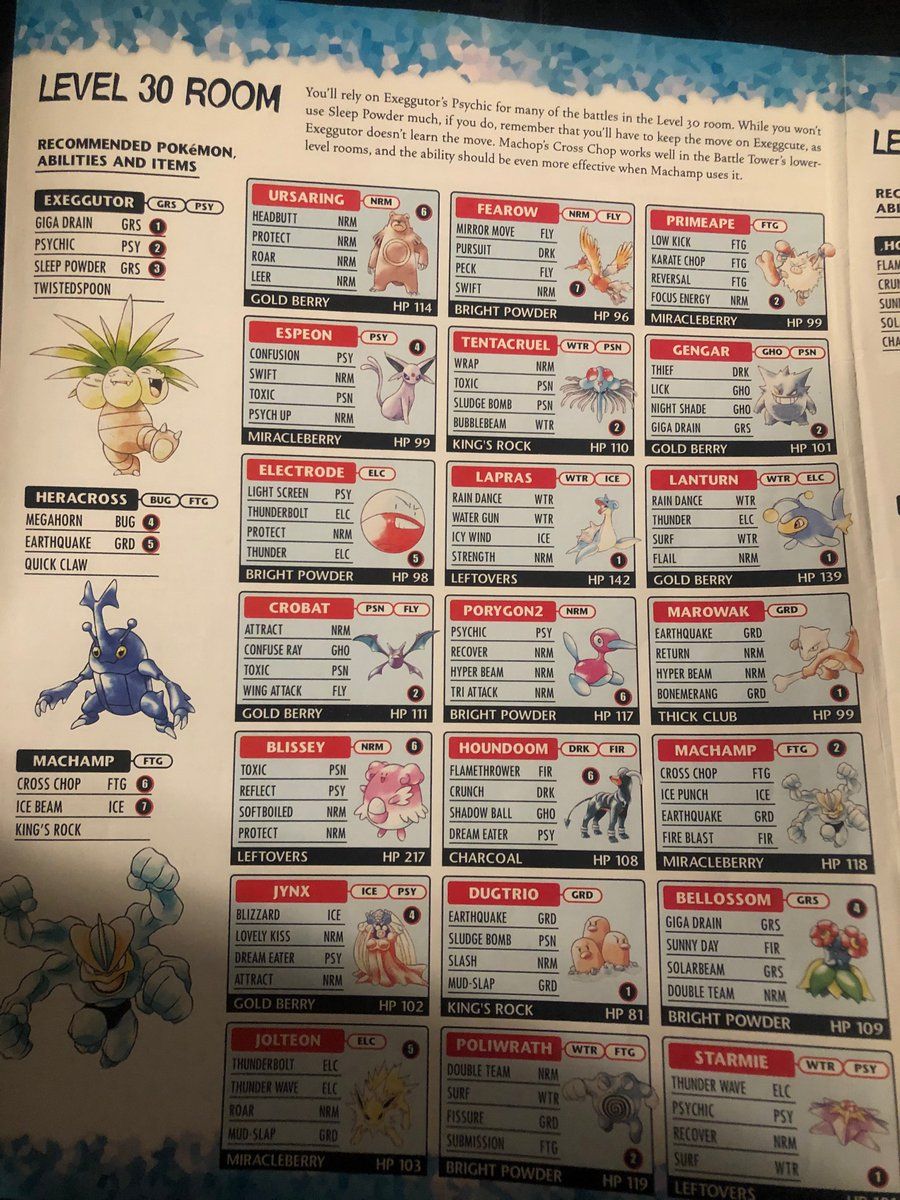 LEVEL 30 ROOM
You'll rely on Exeggutor's Psychic for many of the battles in the Level 30 room. While you won't
use Sleep Powder much, if you do, remember that you'll have to keep the move on Exeggcute, as
Exeggutor doesn't learn the move. Machop's Cross Chop works well in the Battle Tower's lower-
level rooms, and the ability should be even more effective when Machamp uses it.
RECOMMENDED POKéMON,
ABILITIES AND ITEMS
EXEGGUTOR GRS PSY
GIGA DRAIN GRS 1
PSYCHIC PSY 2
SLEEP POWDER GRS 3
TWISTEDSPOON
HERACROSS BUG FTG
MEGAHORN BUG 4
EARTHQUAKE GRD 5
QUICK CLAW
MACHAMP FTG
CROSS CHOP FTG 6
ICE BEAM ICE 7
KING'S ROCK
URSARING NRM
HEADBUTT NRM 6
PROTECT NRM
ROAR NRM
LEER NRM
GOLD BERRY HP 114
FEAROW NRM FLY
MIRROR MOVE FLY
PURSUIT DRK
PECK FLY
SWIFT NRM 7
BRIGHT POWDER HP 96
PRIMEAPE FTG
LOW KICK FTG
KARATE CHOP FTG
REVERSAL FTG
FOCUS ENERGY NRM 2
MIRACLEBERRY HP 99
ESPEON PSY 4
CONFUSION PSY
SWIFT NRM
TOXIC PSN
PSYCH UP NRM
MIRACLEBERRY HP 99
TENTACRUEL WTR PSN
WRAP NRM
TOXIC PSN
SLUDGE BOMB PSN
BUBBLEBEAM WTR 2
KING'S ROCK HP 110
GENGAR GHO PSN
THIEF DRK
LICK GHO
NIGHT SHADE GHO
GIGA DRAIN GRS 2
GOLD BERRY HP 101
ELECTRODE ELC
LIGHT SCREEN PSY
THUNDERBOLT ELC
PROTECT NRM
THUNDER ELC 5
BRIGHT POWDER HP 98
LAPRAS WTR ICE
RAIN DANCE WTR
WATER GUN WTR
ICY WIND ICE
STRENGTH NRM 1
LEFTOVERS HP 142
LANTURN WTR ELC
RAIN DANCE WTR
THUNDER ELC
SURF WTR
FLAIL NRM 1
GOLD BERRY HP 139
CROBAT PSN FLY
ATTRACT NRM
CONFUSE RAY GHO
TOXIC PSN
WING ATTACK FLY 2
GOLD BERRY HP 111
PORYGON2 NRM
PSYCHIC PSY
RECOVER NRM
HYPER BEAM NRM
TRI ATTACK NRM 6
BRIGHT POWDER HP 117
MAROWAK GRD
EARTHQUAKE GRD
RETURN NRM
HYPER BEAM NRM
BONEMERANG GRD 1
THICK CLUB HP 99
BLISSEY NRM 6
TOXIC PSN
REFLECT PSY
SOFTBOILED NRM
PROTECT NRM
LEFTOVERS HP 217
HOUNDOOM DRK FIR
FLAMETHROWER FIR 6
CRUNCH DRK
SHADOW BALL GHO
DREAM EATER PSY
CHARCOAL HP 108
MACHAMP FTG 2
CROSS CHOP FTG
ICE PUNCH ICE
EARTHQUAKE GRD
FIRE BLAST FIR
MIRACLEBERRY HP 118
JYNX ICE PSY
BLIZZARD ICE 4
LOVELY KISS NRM
DREAM EATER PSY
ATTRACT NRM
GOLD BERRY HP 102
DUGTRIO GRD
EARTHQUAKE GRD
SLUDGE BOMB PSN
SLASH NRM
MUD-SLAP GRD 1
KING'S ROCK HP 81
BELLOSSOM GRS
GIGA DRAIN GRS 4
SUNNY DAY FIR
SOLARBEAM GRS
DOUBLE TEAM NRM
BRIGHT POWDER HP 109
JOLTEON ELC 5
THUNDERBOLT ELC
THUNDER WAVE ELC
ROAR NRM
MUD-SLAP GRD
MIRACLEBERRY HP 103
POLIWRATH WTR FTG
DOUBLE TEAM NRM
SURF WTR
FISSURE GRD
SUBMISSION FTG 2
BRIGHT POWDER HP 119
STARMIE WTR PSY
THUNDER WAVE ELC
PSYCHIC PSY
RECOVER NRM
SURF WTR 1
LEFTOVERS